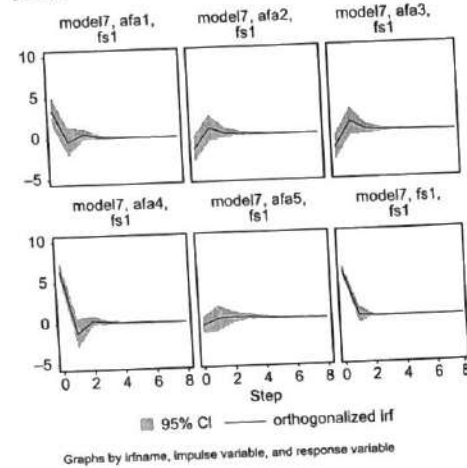 model7, afa1,
fs1
model7, afa2,
fs1
model7, afa3,
fs1
10
5
0
−5
model7, afa4,
fs1
model7, afa5,
fs1
model7, fs1,
fs1
10
5
0
−5
0 2 4 6 8
0 2 4 6 8
0 2 4 6 8
Step
95% CI
orthogonalized irf
Graphs by irfname, impulse variable, and response variable